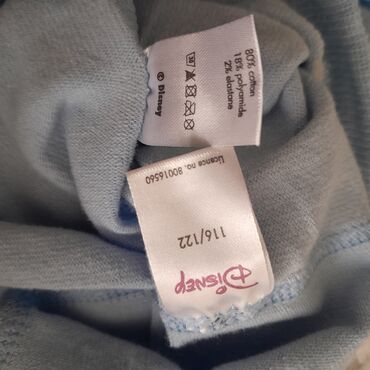 80% cotton
18% polyamide
2% elastane
© Disney
Disney
116/122
Licence no. 80016560